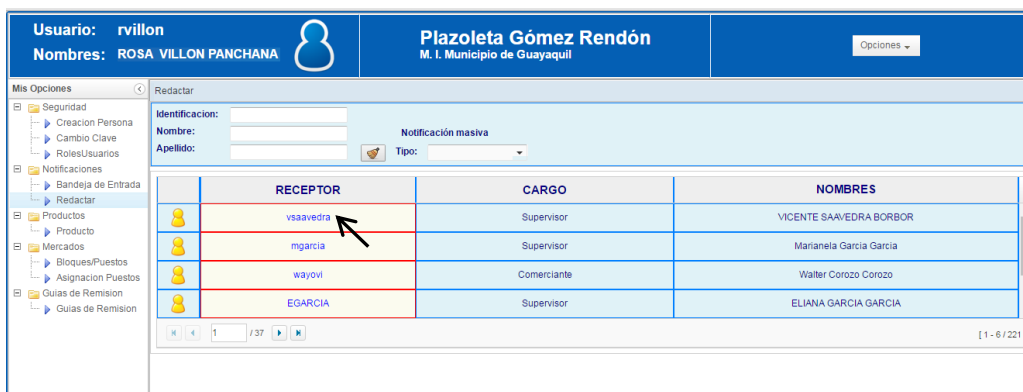 Usuario: rvillon
Nombres: ROSA VILLON PANCHANA
Plazoleta Gómez Rendón
M. I. Municipio de Guayaquil
Opciones
Mis Opciones
Seguridad
Creacion Persona
Cambio Clave
RolesUsuarios
Notificaciones
Bandeja de Entrada
Redactar
Productos
Producto
Mercados
Bloques/Puestos
Asignacion Puestos
Guias de Remision
Guias de Remision
Redactar
Identificacion:
Nombre:
Notificación masiva
Apellido:
Tipo:
RECEPTOR CARGO NOMBRES
vsaavedra Supervisor VICENTE SAAVEDRA BORBOR
mgarcia Supervisor Marianela Garcia Garcia
wayovi Comerciante Walter Corozo Corozo
EGARCIA Supervisor ELIANA GARCIA GARCIA
1 / 37 [ 1 - 6 / 221